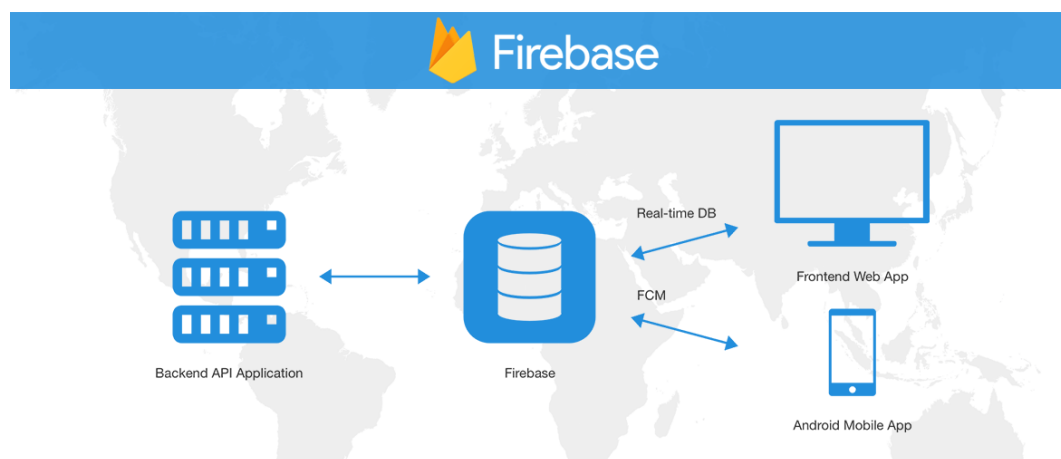 Firebase
Real-time DB
Frontend Web App
FCM
Backend API Application
Firebase
Android Mobile App